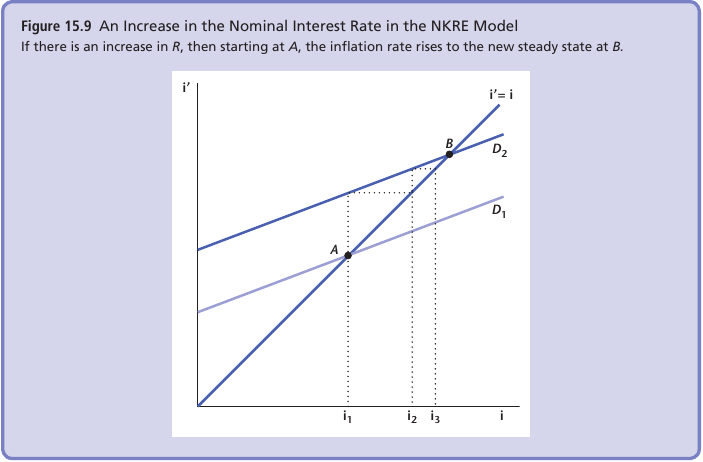 Figure 15.9 An Increase in the Nominal Interest Rate in the NKRE Model
If there is an increase in R, then starting at A, the inflation rate rises to the new steady state at B.
i'
i'= i
B
D2
D1
A
i1 i2 i3 i